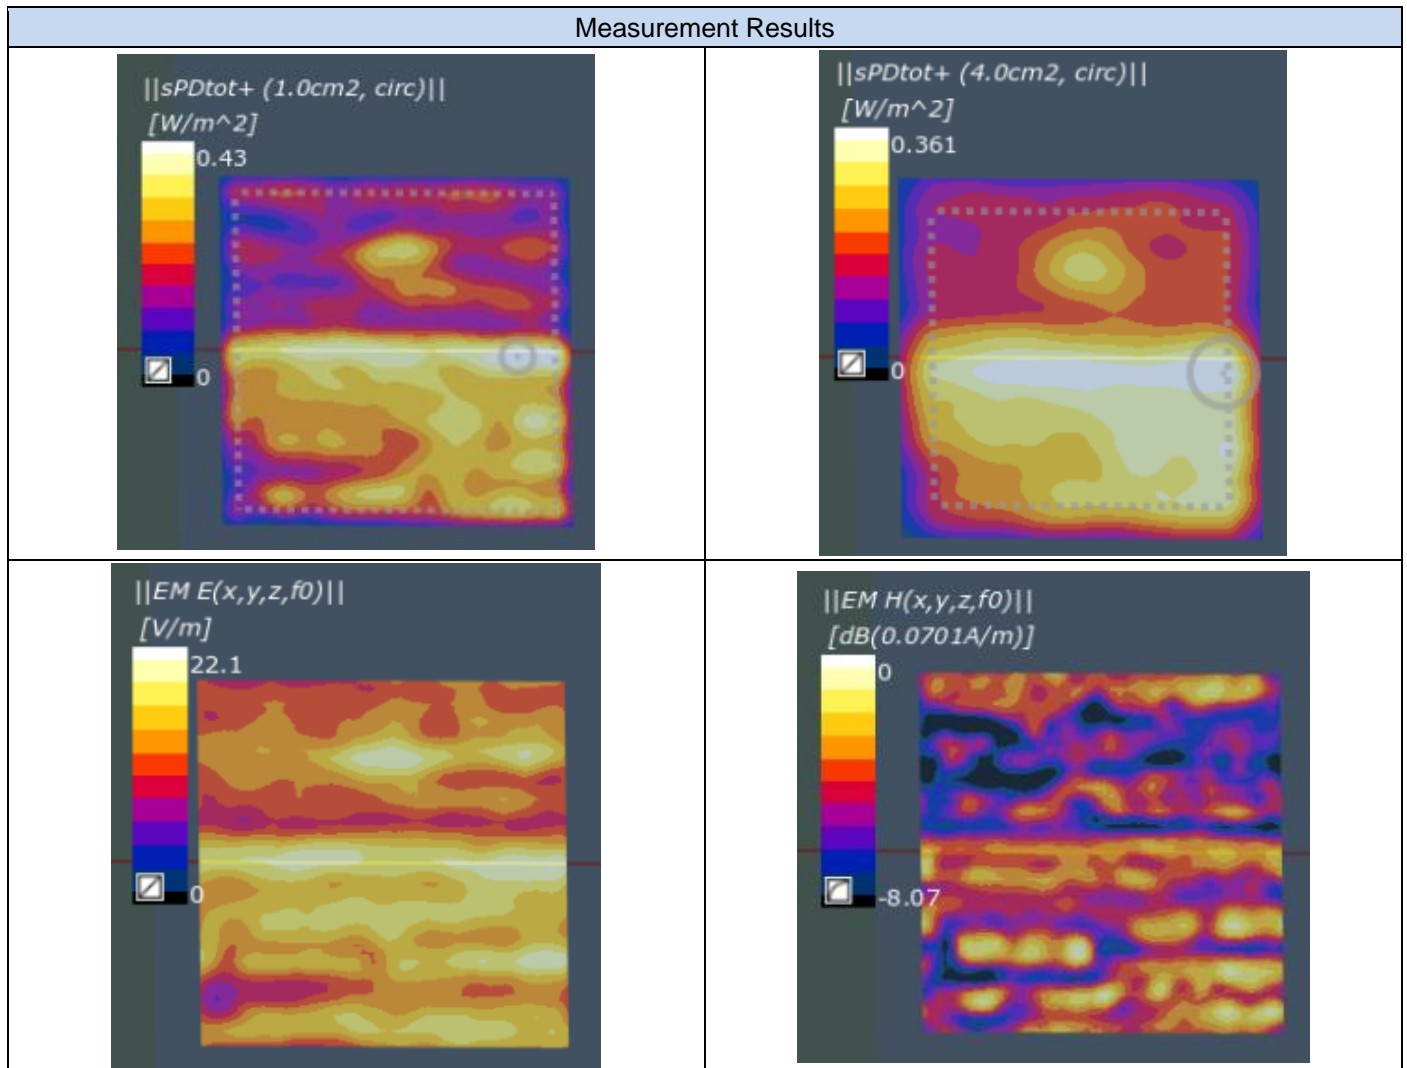 Measurement Results
||sPDtot+ (1.0cm2, circ)||
[W/m^2]
0.43
0
||sPDtot+ (4.0cm2, circ)||
[W/m^2]
0.361
0
||EM E(x,y,z,f0)||
[V/m]
22.1
0
||EM H(x,y,z,f0)||
[dB(0.0701A/m)]
0
-8.07